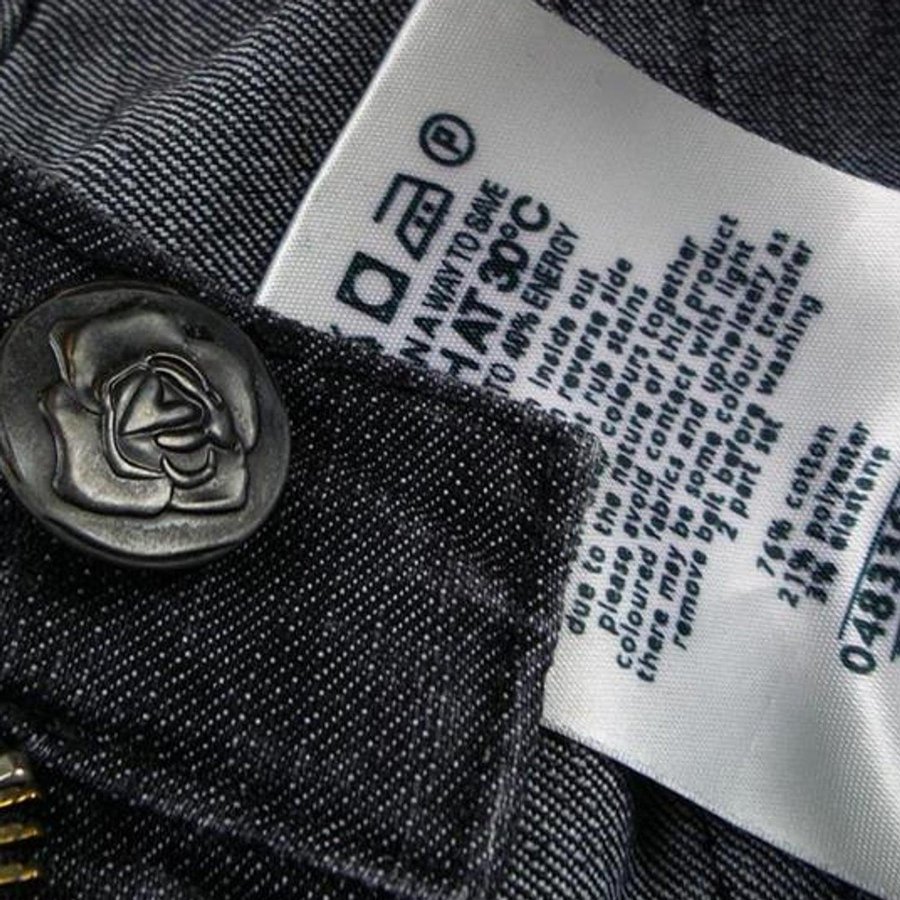 P
N A WAY TO SAVE
H AT 30°C
TO 40% ENERGY
inside out
reverse side
rub stains
colours together
due to the nature of this product
please avoid contact with light
coloured fabrics and upholstery as
there may be some colour transfer
remove belt before washing
2 part set
76% cotton
21% polyester
3% elastane
04833